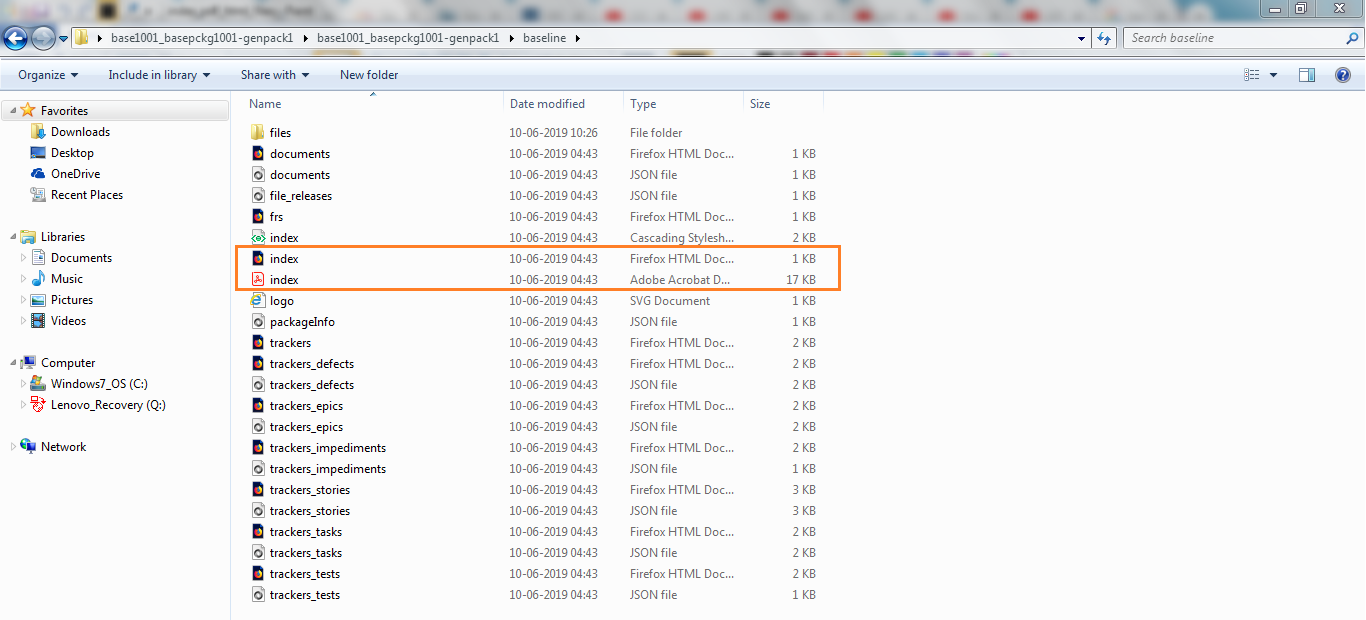 base1001_basepckg1001-genpack1 base1001_basepckg1001-genpack1 baseline Search baseline
Organize Include in library Share with New folder
Name Date modified Type Size
Favorites
Downloads
Desktop
OneDrive
Recent Places
Libraries
Documents
Music
Pictures
Videos
Computer
Windows7_OS (C:)
Lenovo_Recovery (Q:)
Network
files 10-06-2019 10:26 File folder
documents 10-06-2019 04:43 Firefox HTML Doc... 1 KB
documents 10-06-2019 04:43 JSON file 1 KB
file_releases 10-06-2019 04:43 JSON file 1 KB
frs 10-06-2019 04:43 Firefox HTML Doc... 1 KB
index 10-06-2019 04:43 Cascading Stylesh... 2 KB
index 10-06-2019 04:43 Firefox HTML Doc... 1 KB
index 10-06-2019 04:43 Adobe Acrobat D... 17 KB
logo 10-06-2019 04:43 SVG Document 1 KB
packageInfo 10-06-2019 04:43 JSON file 1 KB
trackers 10-06-2019 04:43 Firefox HTML Doc... 2 KB
trackers_defects 10-06-2019 04:43 Firefox HTML Doc... 2 KB
trackers_defects 10-06-2019 04:43 JSON file 2 KB
trackers_epics 10-06-2019 04:43 Firefox HTML Doc... 2 KB
trackers_epics 10-06-2019 04:43 JSON file 2 KB
trackers_impediments 10-06-2019 04:43 Firefox HTML Doc... 2 KB
trackers_impediments 10-06-2019 04:43 JSON file 1 KB
trackers_stories 10-06-2019 04:43 Firefox HTML Doc... 3 KB
trackers_stories 10-06-2019 04:43 JSON file 3 KB
trackers_tasks 10-06-2019 04:43 Firefox HTML Doc... 2 KB
trackers_tasks 10-06-2019 04:43 JSON file 2 KB
trackers_tests 10-06-2019 04:43 Firefox HTML Doc... 2 KB
trackers_tests 10-06-2019 04:43 JSON file 1 KB